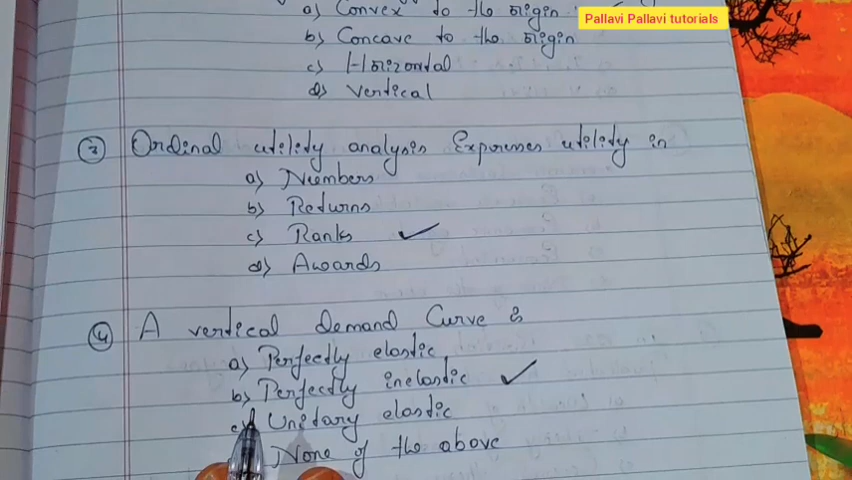 a) Convex to the origin
Pallavi Pallavi tutorials
b) Concave to the origin
c) Horizontal
d) Vertical
3 Ordinal utility analysis Expresses utility in
a) Numbers
b) Returns
c) Ranks ✓
d) Awards
4 A vertical demand Curve is
a) Perfectly elastic
b) Perfectly inelastic ✓
c) Unitary elastic
None of the above